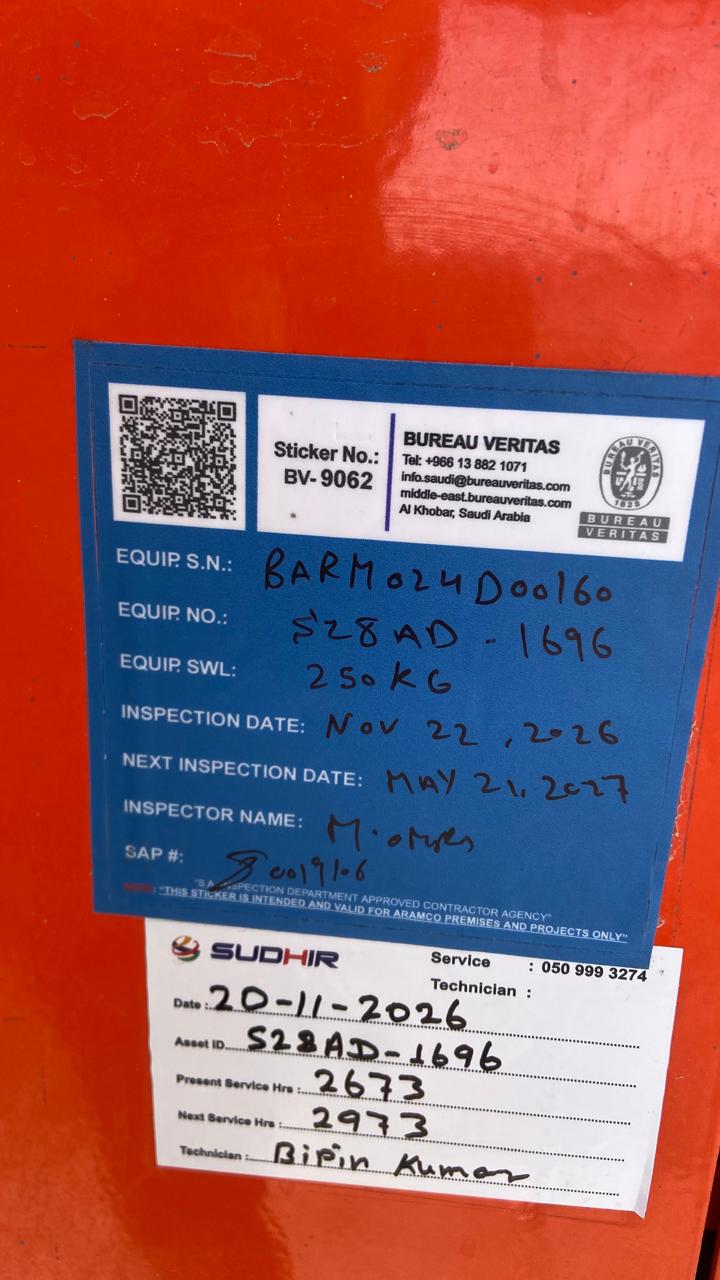 Sticker No.:
BV- 9062
BUREAU VERITAS
Tel: +966 13 882 1071
info.saudi@bureauveritas.com
middle-east.bureauveritas.com
Al Khobar, Saudi Arabia
BUREAU VERITAS
1828
BUREAU
VERITAS
EQUIP. S.N.: BARM024D00160
EQUIP. NO.: S28AD - 1696
EQUIP. SWL: 250KG
INSPECTION DATE: NOV 22, 2026
NEXT INSPECTION DATE: MAY 21, 2027
INSPECTOR NAME: M.
SAP #: 80019106
INSPECTION DEPARTMENT APPROVED CONTRACTOR AGENCY"
"THIS STICKER IS INTENDED AND VALID FOR ARAMCO PREMISES AND PROJECTS ONLY"
SUDHIR
Service : 050 999 3274
Technician :
Date : 20-11-2026
Asset ID S28AD-1696
Present Service Hrs : 2673
Next Service Hrs : 2973
Technician : Bipin Kumar